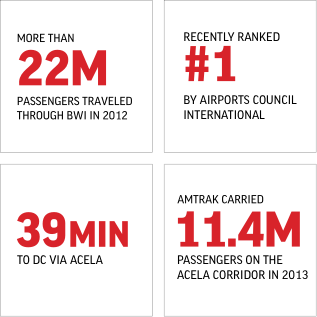 MORE THAN
22M
PASSENGERS TRAVELED
THROUGH BWI IN 2012
RECENTLY RANKED
#1
BY AIRPORTS COUNCIL
INTERNATIONAL
39MIN
TO DC VIA ACELA
AMTRAK CARRIED
11.4M
PASSENGERS ON THE
ACELA CORRIDOR IN 2013